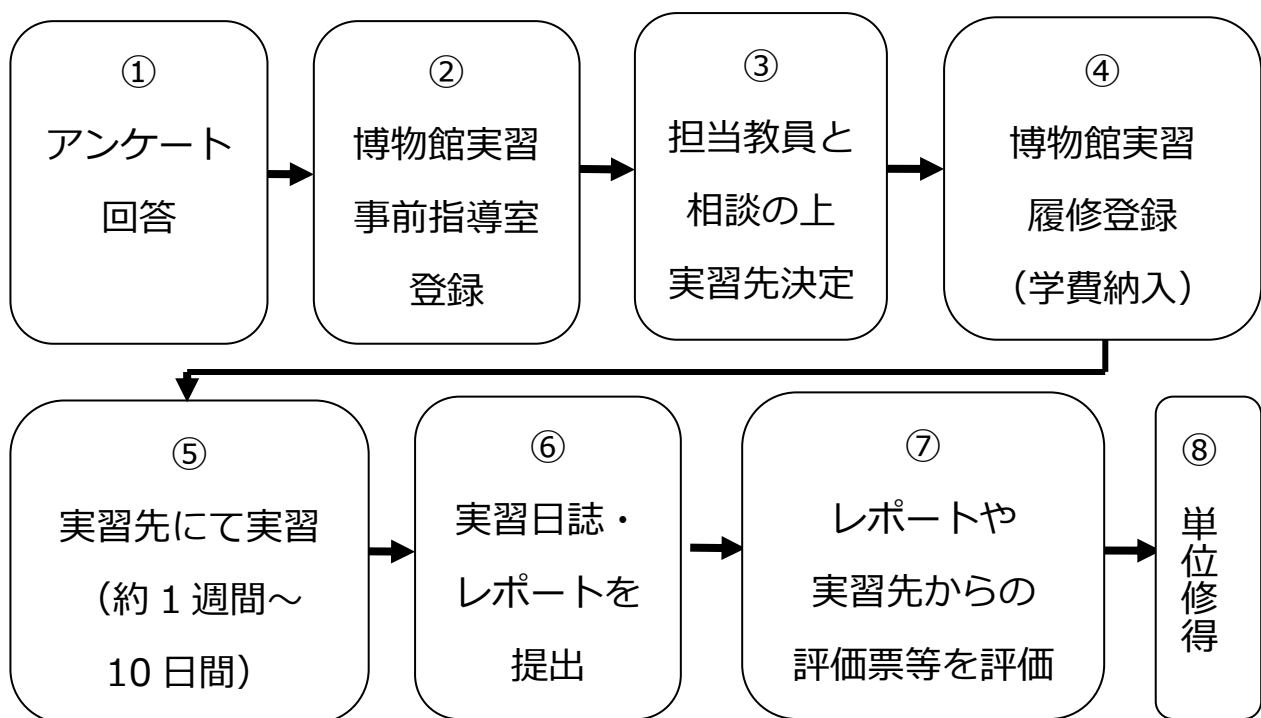 ①
アンケート
回答
②
博物館実習
事前指導室
登録
③
担当教員と
相談の上
実習先決定
④
博物館実習
履修登録
（学費納入）
⑤
実習先にて実習
（約 1 週間～
10 日間）
⑥
実習日誌・
レポートを
提出
⑦
レポートや
実習先からの
評価票等を評価
⑧
単位修得